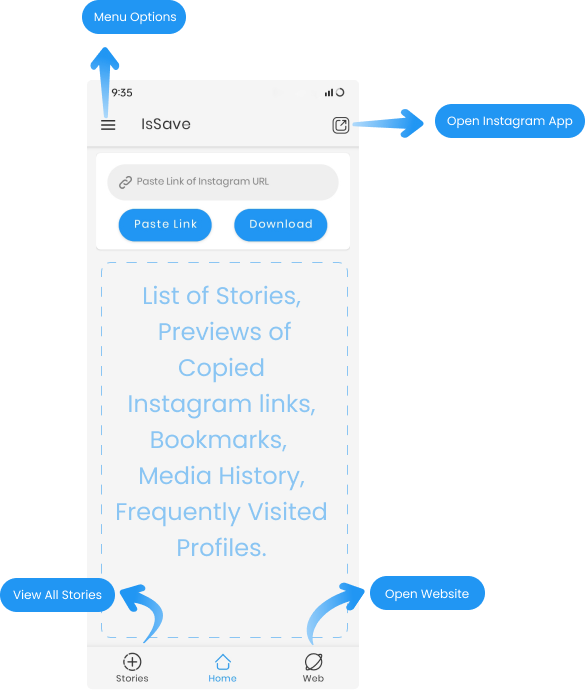 Menu Options
9:35
IsSave
Open Instagram App
Paste Link of Instagram URL
Paste Link
Download
List of Stories,
Previews of
Copied
Instagram links,
Bookmarks,
Media History,
Frequently Visited
Profiles.
View All Stories
Open Website
Stories
Home
Web